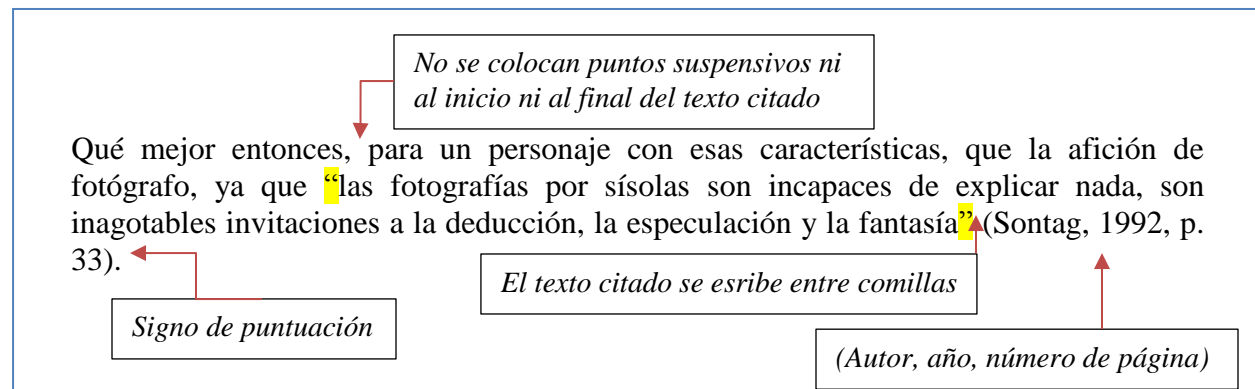 No se colocan puntos suspensivos ni
al inicio ni al final del texto citado
Qué mejor entonces, para un personaje con esas características, que la afición de
fotógrafo, ya que “las fotografías por sísolas son incapaces de explicar nada, son
inagotables invitaciones a la deducción, la especulación y la fantasía” (Sontag, 1992, p.
33).
El texto citado se esribe entre comillas
Signo de puntuación
(Autor, año, número de página)